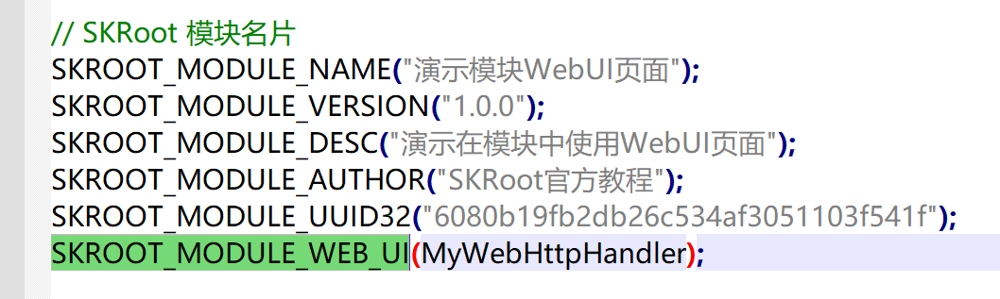 // SKRoot 模块名片
SKROOT_MODULE_NAME("演示模块WebUI页面");
SKROOT_MODULE_VERSION("1.0.0");
SKROOT_MODULE_DESC("演示在模块中使用WebUI页面");
SKROOT_MODULE_AUTHOR("SKRoot官方教程");
SKROOT_MODULE_UUID32("6080b19fb2db26c534af3051103f541f");
SKROOT_MODULE_WEB_UI(MyWebHttpHandler);